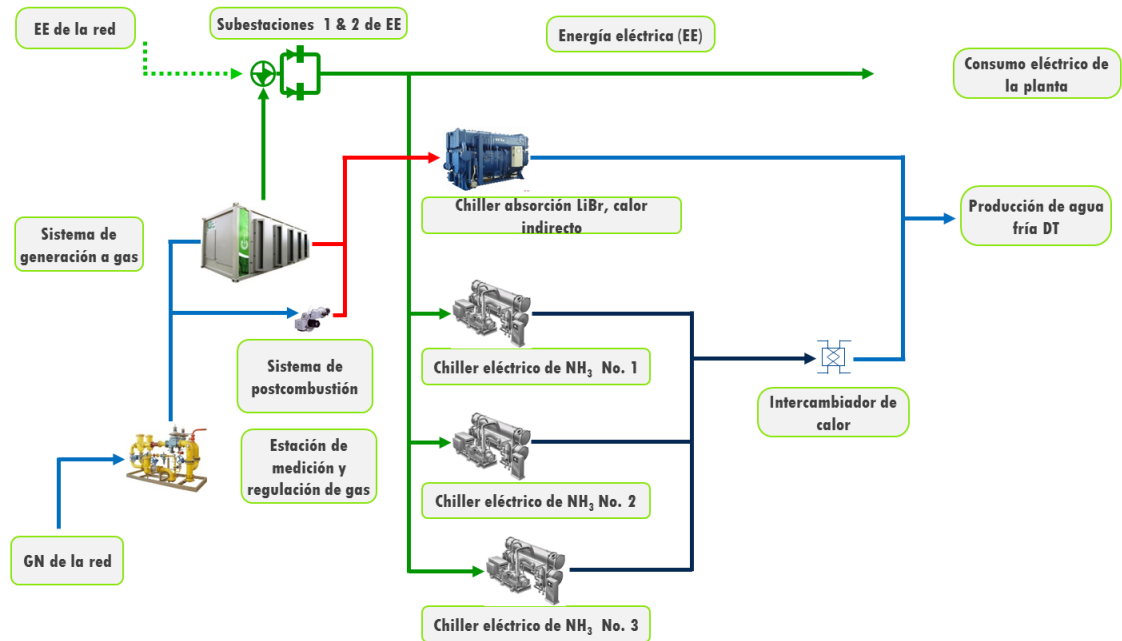 EE de la red
Subestaciones 1 & 2 de EE
Energía eléctrica (EE)
Consumo eléctrico de
la planta
Chiller absorción LiBr, calor
indirecto
Producción de agua
fría DT
Sistema de
generación a gas
Sistema de
postcombustión
Chiller eléctrico de NH₃ No. 1
Intercambiador de
calor
Estación de
medición y
regulación de gas
Chiller eléctrico de NH₃ No. 2
GN de la red
Chiller eléctrico de NH₃ No. 3